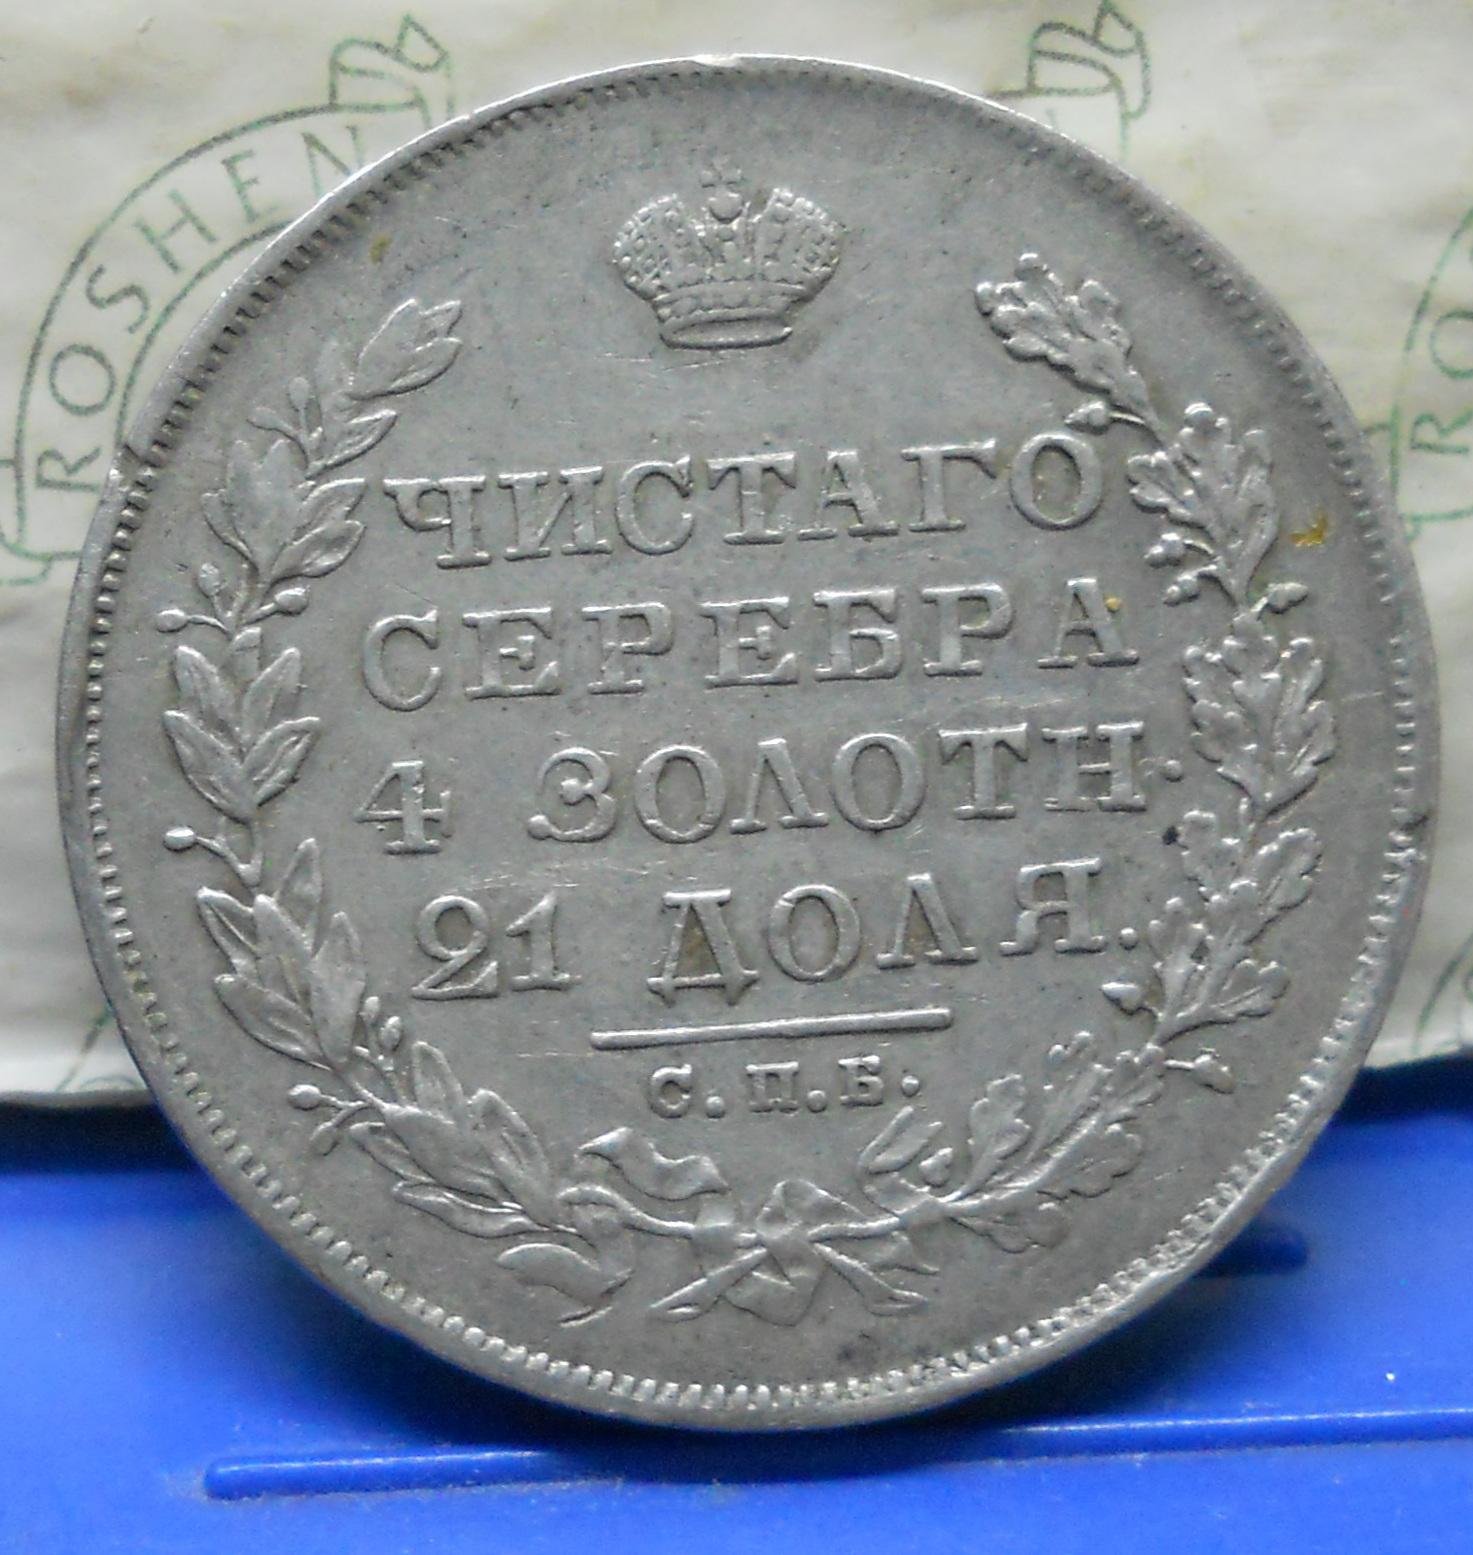 ROSHEN
ЧИСТАГО
СЕРЕБРА
4 ЗОЛОТН.
21 ДОЛЯ.
С.П.Б.